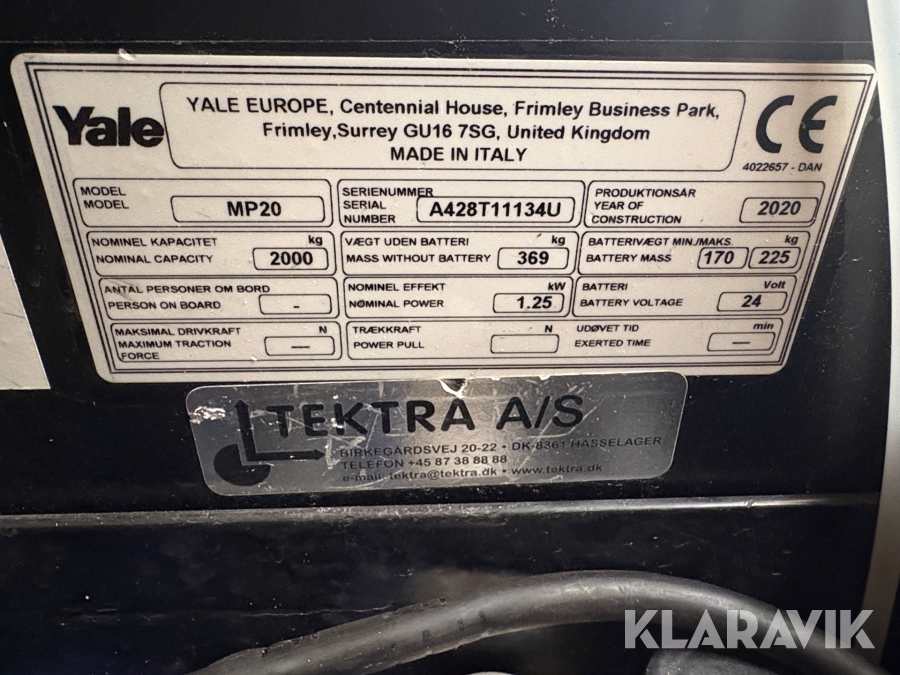 Yale
YALE EUROPE, Centennial House, Frimley Business Park,
Frimley,Surrey GU16 7SG, United Kingdom
MADE IN ITALY
CE
4022657 - DAN
MODEL
MODEL
MP20
SERIENUMMER
SERIAL
NUMBER
A428T11134U
PRODUKTIONSÅR
YEAR OF
CONSTRUCTION
2020
NOMINEL KAPACITET kg
NOMINAL CAPACITY 2000
VÆGT UDEN BATTERI kg
MASS WITHOUT BATTERY 369
BATTERIVÆGT MIN./MAKS. kg
BATTERY MASS 170 225
ANTAL PERSONER OM BORD
PERSON ON BOARD -
NOMINEL EFFEKT kW
NØMINAL POWER 1.25
BATTERI Volt
BATTERY VOLTAGE 24
MAKSIMAL DRIVKRAFT N
MAXIMUM TRACTION —
FORCE
TRÆKKRAFT N
POWER PULL
UDØVET TID min
EXERTED TIME —
TEKTRA A/S
BIRKEGÅRDSVEJ 20-22 • DK-8361 HASSELAGER
TELEFON +45 87 38 88 88
e-mail: tektra@tektra.dk • www.tektra.dk
KLARAVIK